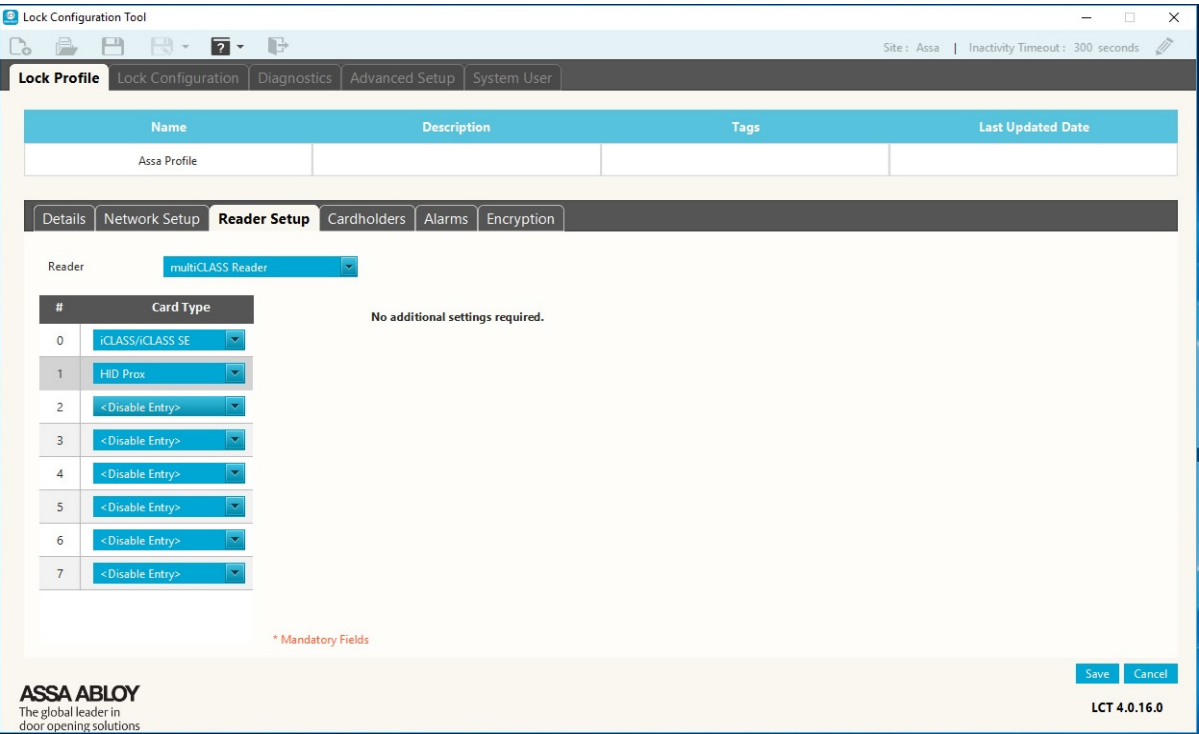 Lock Configuration Tool
Site : Assa | Inactivity Timeout : 300 seconds
Lock Profile Lock Configuration Diagnostics Advanced Setup System User
Name Description Tags Last Updated Date
Assa Profile
Details Network Setup Reader Setup Cardholders Alarms Encryption
Reader multiCLASS Reader
# Card Type
No additional settings required.
0 iCLASS/iCLASS SE
1 HID Prox
2 <Disable Entry>
3 <Disable Entry>
4 <Disable Entry>
5 <Disable Entry>
6 <Disable Entry>
7 <Disable Entry>
* Mandatory Fields
Save Cancel
ASSA ABLOY
The global leader in
door opening solutions
LCT 4.0.16.0